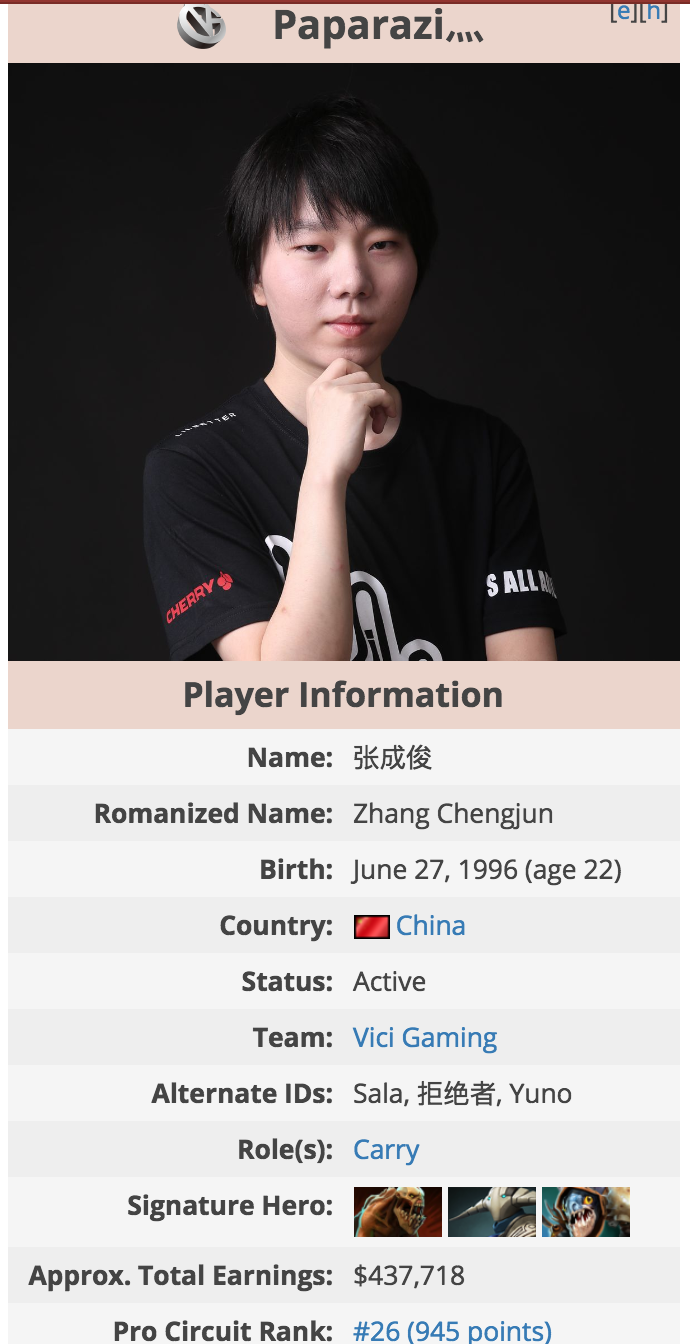 Paparazi灬
[e][h]
CHERRY
S ALL A
Player Information
Name: 张成俊
Romanized Name: Zhang Chengjun
Birth: June 27, 1996 (age 22)
Country: China
Status: Active
Team: Vici Gaming
Alternate IDs: Sala, 拒绝者, Yuno
Role(s): Carry
Signature Hero:
Approx. Total Earnings: $437,718
Pro Circuit Rank: #26 (945 points)